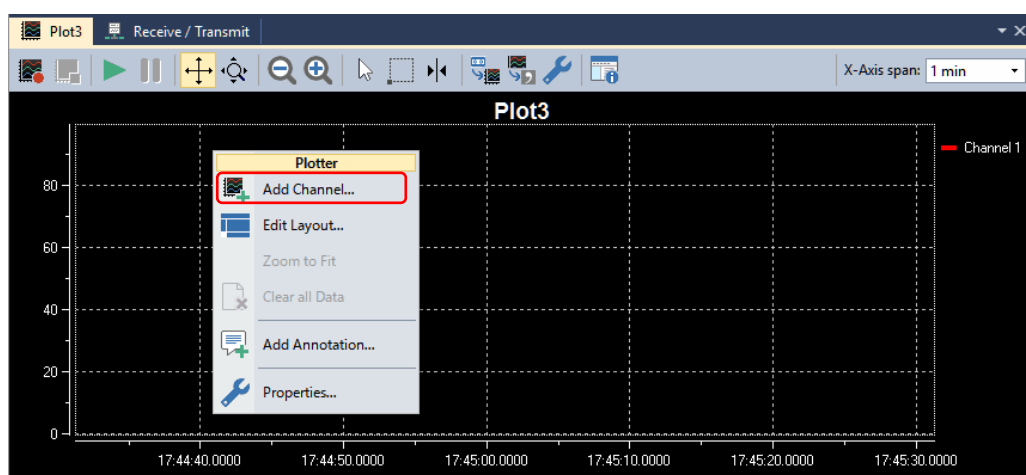 Plot3
Receive / Transmit
X-Axis span: 1 min
Plot3
Channel 1
Plotter
Add Channel...
Edit Layout...
Zoom to Fit
Clear all Data
Add Annotation...
Properties...
80
60
40
20
0
17:44:40.0000 17:44:50.0000 17:45:00.0000 17:45:10.0000 17:45:20.0000 17:45:30.0000